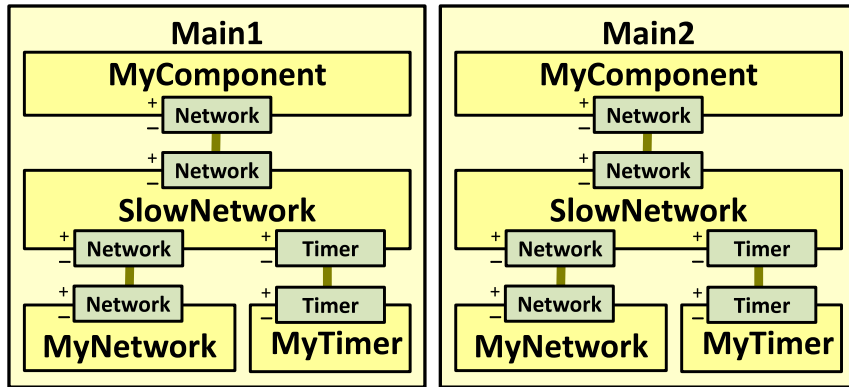 Main1
MyComponent
+ Network
−
+ Network
−
SlowNetwork
+ Network
−
+ Timer
−
+ Network
−
+ Timer
−
MyNetwork
MyTimer
Main2
MyComponent
+ Network
−
+ Network
−
SlowNetwork
+ Network
−
+ Timer
−
+ Network
−
+ Timer
−
MyNetwork
MyTimer